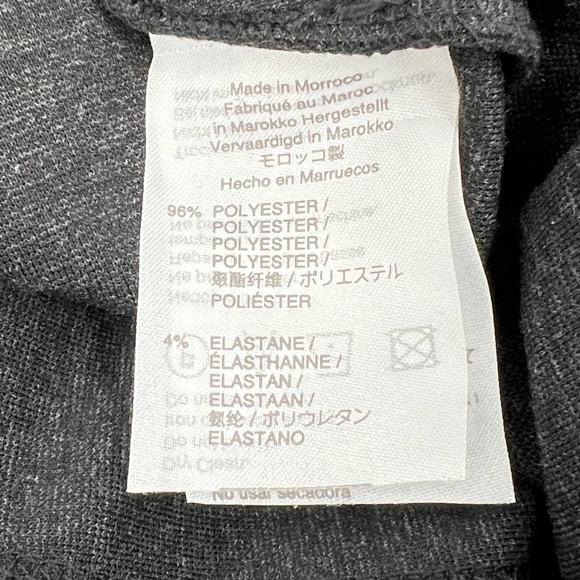 Made in Morroco
Fabriqué au Maroc
in Marokko Hergestellt
Vervaardigd in Marokko
モロッコ製
Hecho en Marruecos
96% POLYESTER /
POLYESTER /
POLYESTER /
POLYESTER /
聚酯纤维 / ポリエステル
POLIÉSTER
4% ELASTANE /
ÉLASTHANNE /
ELASTAN /
ELASTAAN /
氨纶 / ポリウレタン
ELASTANO
No usar secadora